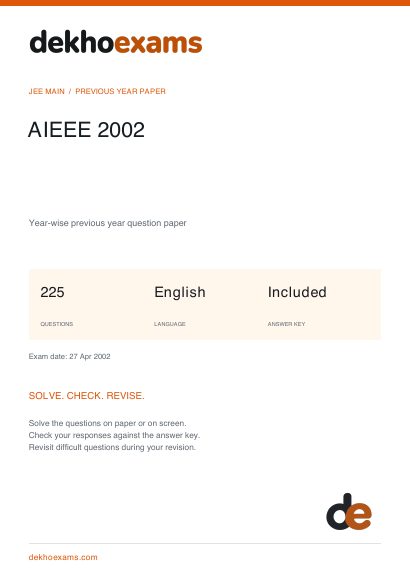 dekhoexams
JEE MAIN / PREVIOUS YEAR PAPER
AIEEE 2002
Year-wise previous year question paper
225 English Included
QUESTIONS LANGUAGE ANSWER KEY
Exam date: 27 Apr 2002
SOLVE. CHECK. REVISE.
Solve the questions on paper or on screen.
Check your responses against the answer key.
Revisit difficult questions during your revision.
de
dekhoexams.com